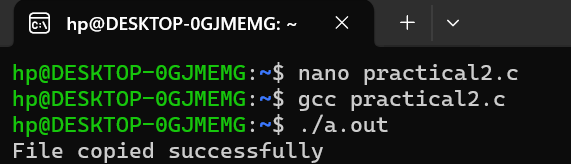 hp@DESKTOP-0GJMEMG: ~
hp@DESKTOP-0GJMEMG:~$ nano practical2.c
hp@DESKTOP-0GJMEMG:~$ gcc practical2.c
hp@DESKTOP-0GJMEMG:~$ ./a.out
File copied successfully